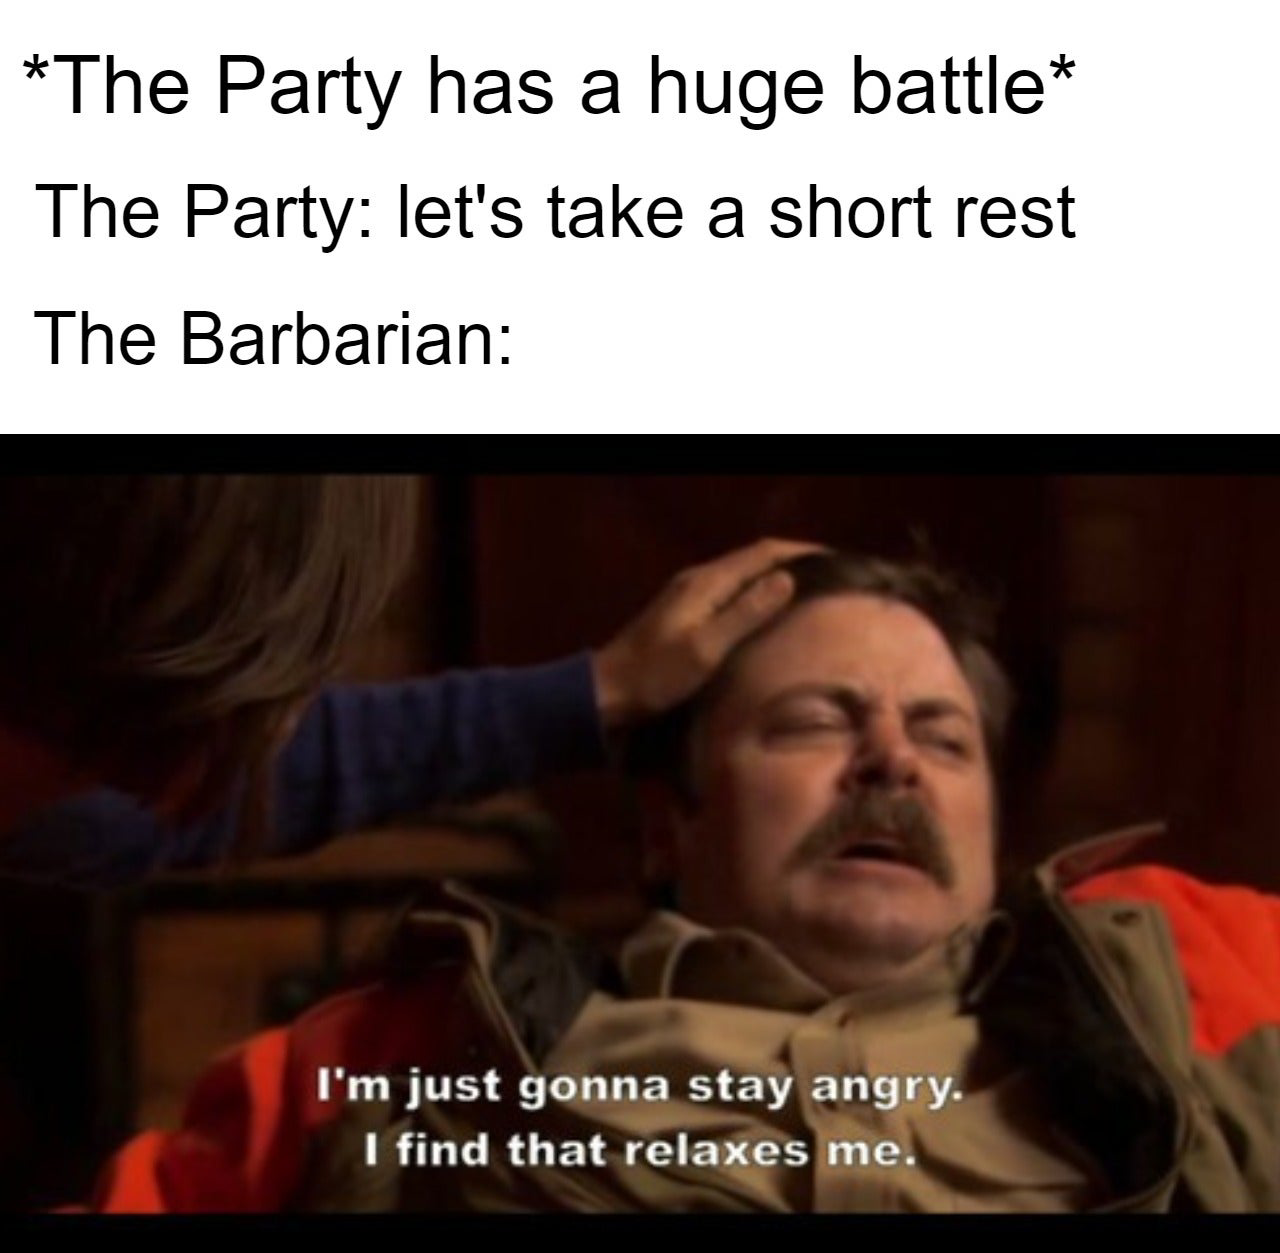 *The Party has a huge battle*
The Party: let's take a short rest
The Barbarian:
I'm just gonna stay angry.
I find that relaxes me.